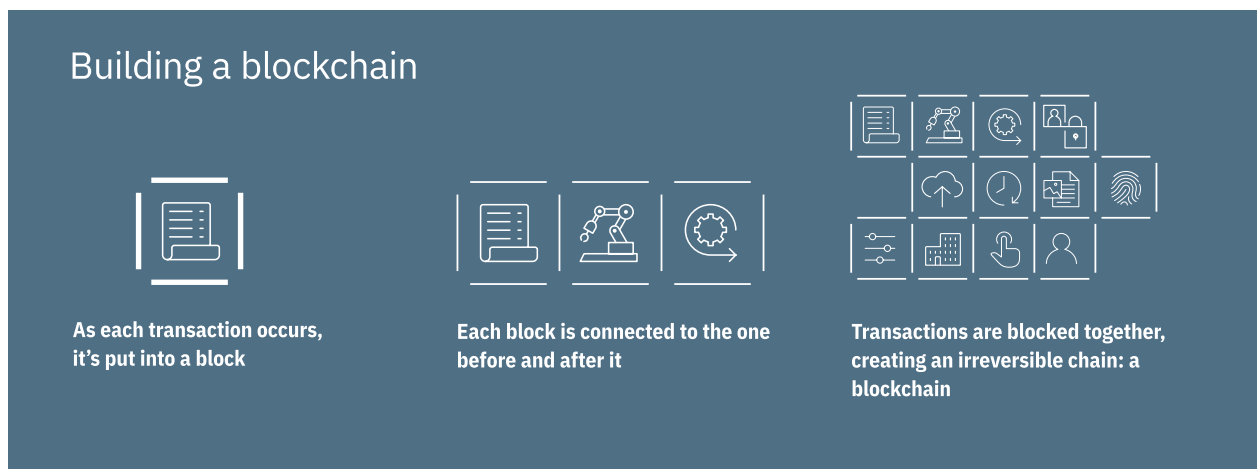 Building a blockchain
As each transaction occurs,
it’s put into a block
Each block is connected to the one
before and after it
Transactions are blocked together,
creating an irreversible chain: a
blockchain